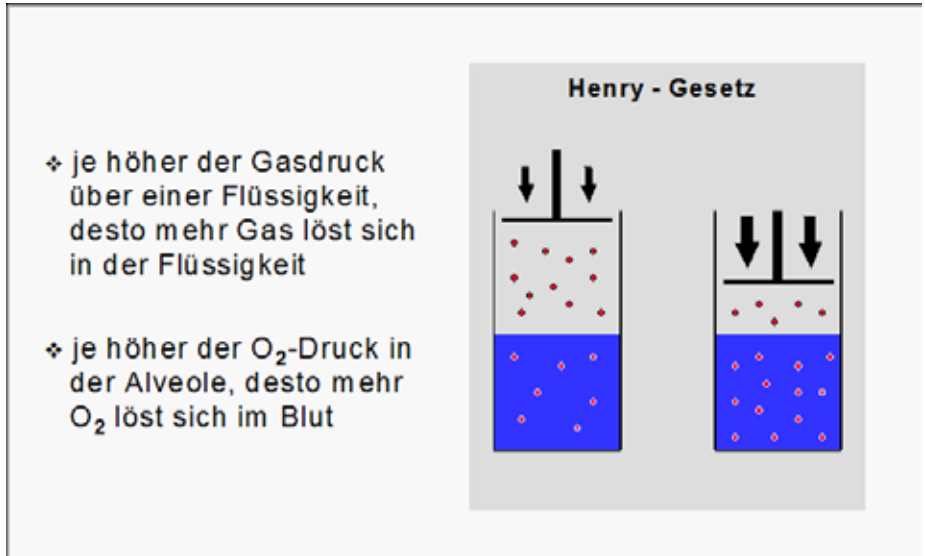 Henry - Gesetz
❖ je höher der Gasdruck
über einer Flüssigkeit,
desto mehr Gas löst sich
in der Flüssigkeit
❖ je höher der O₂-Druck in
der Alveole, desto mehr
O₂ löst sich im Blut